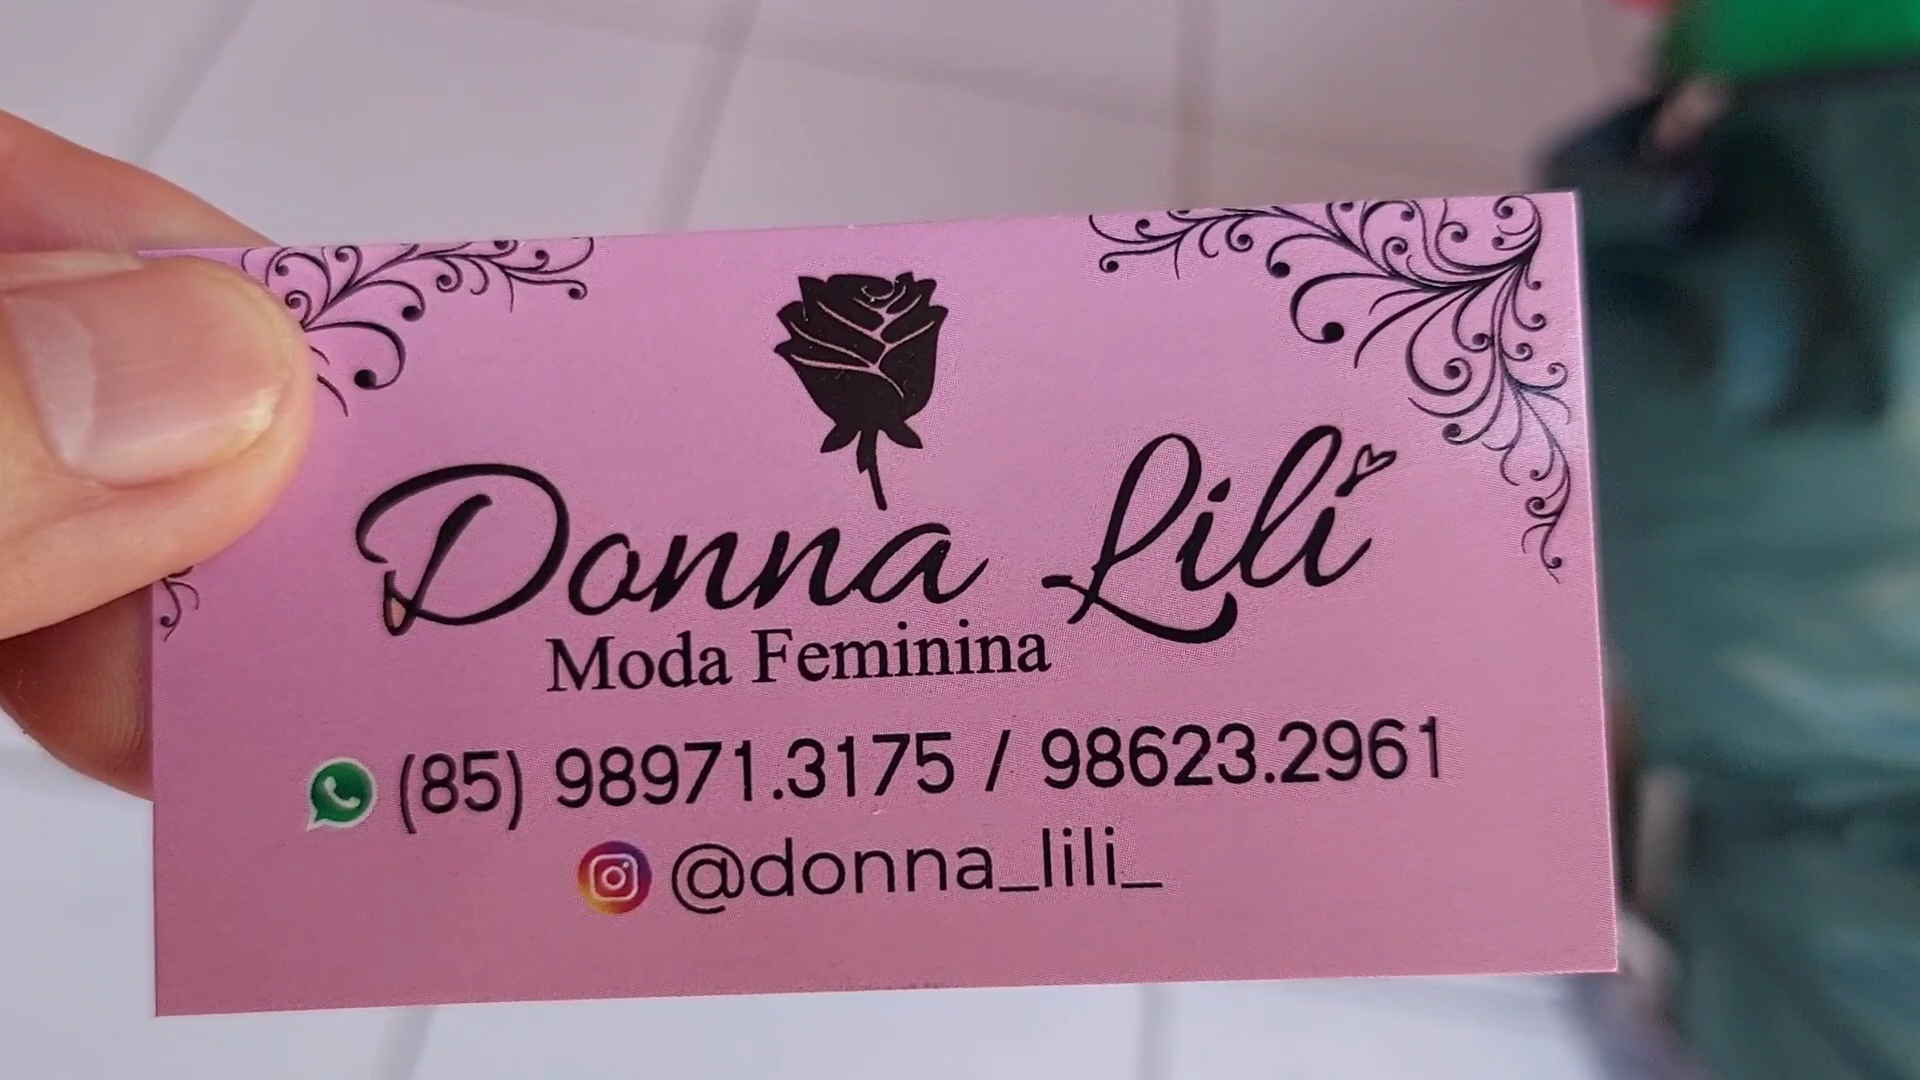 Donna Lili
Moda Feminina
(85) 98971.3175 / 98623.2961
@donna_lili_